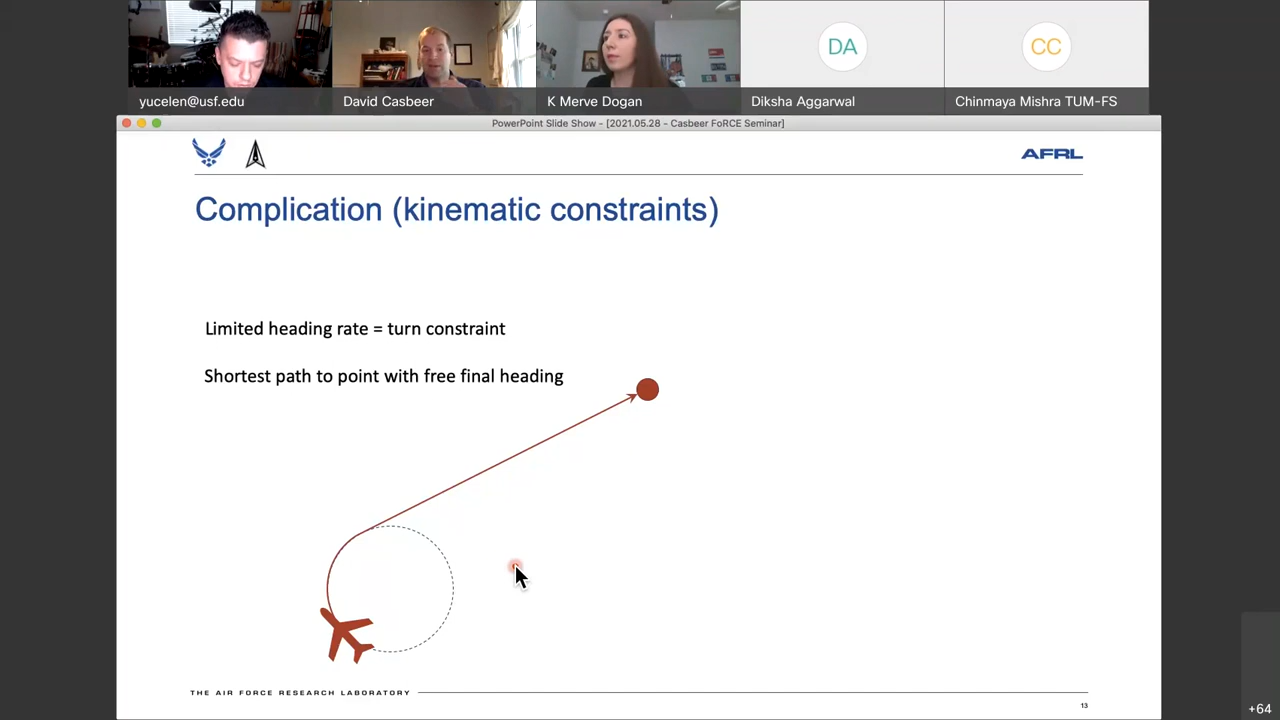 DA
CC
yucelen@usf.edu
David Casbeer
K Merve Dogan
Diksha Aggarwal
Chinmaya Mishra TUM-FS
PowerPoint Slide Show - [2021.05.28 - Casbeer FoRCE Seminar]
AFRL
Complication (kinematic constraints)
Limited heading rate = turn constraint
Shortest path to point with free final heading
THE AIR FORCE RESEARCH LABORATORY
13
+64